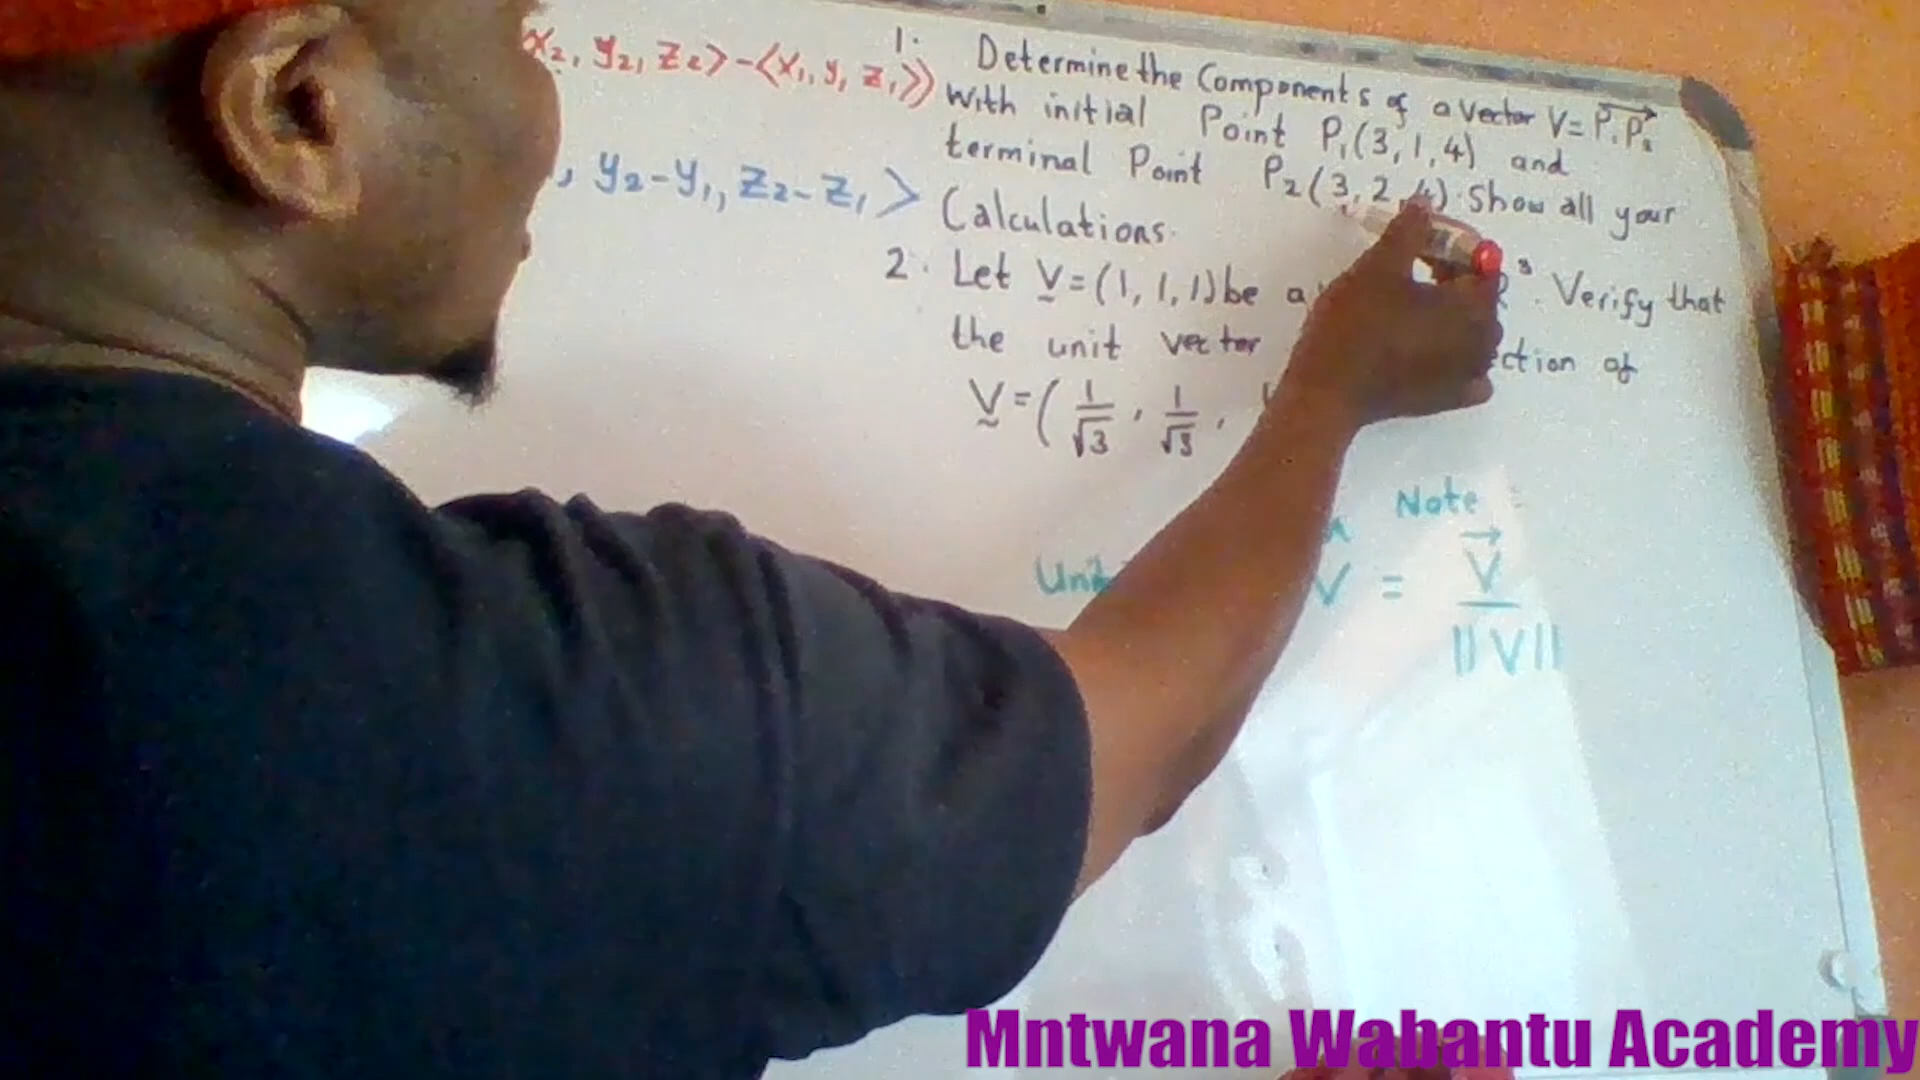 x₂, y₂, z₂> - <x₁, y, z₁>)
, y₂-y₁, z₂-z₁>
1. Determine the Components of a Vector V= P₁P₂
with initial Point P₁(3,1,4) and
terminal Point P₂(3,2,4). Show all your
Calculations.
2. Let V=(1, 1, 1) be a ³. Verify that
the unit vector ection of
V=( 1/√3, 1/√3,
Note
Unit V = V/||V||
Mntwana Wabantu Academy